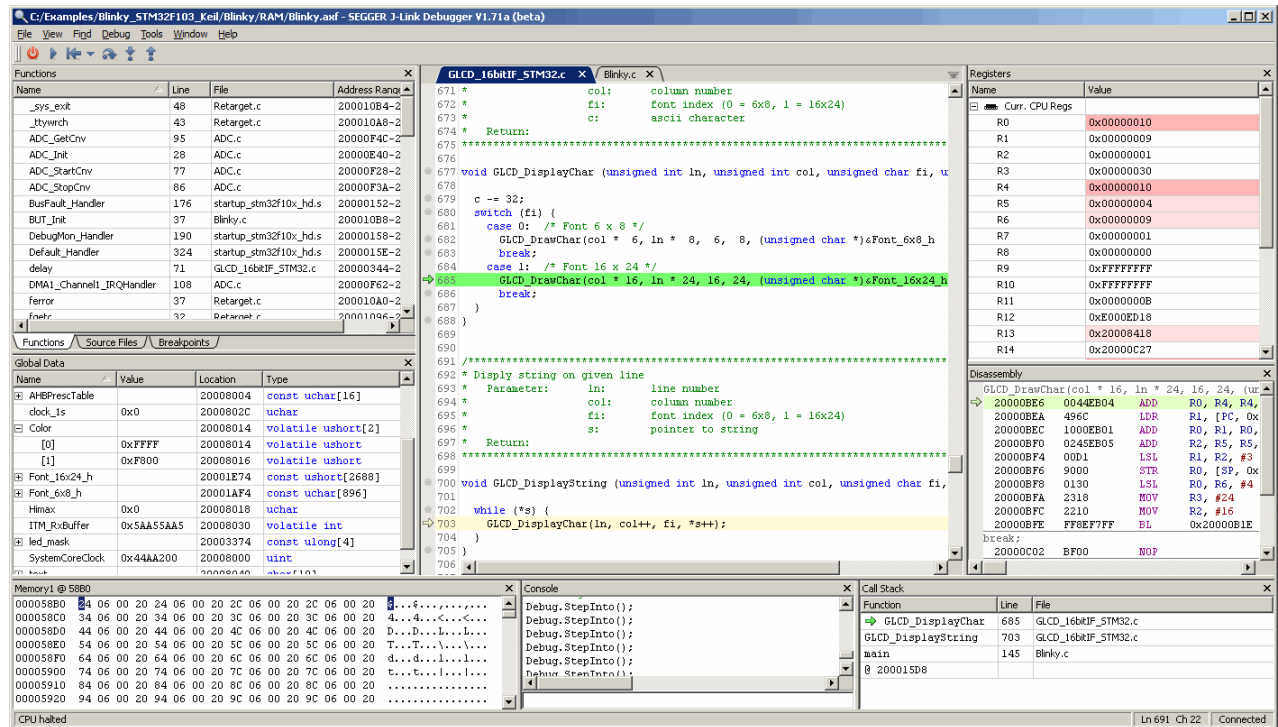 C:/Examples/Blinky_STM32F103_Keil/Blinky/RAM/Blinky.axf - SEGGER J-Link Debugger V1.71a (beta)
File View Find Debug Tools Window Help
Functions
Name Line File Address Range
_sys_exit 48 Retarget.c 200010B4-2
_ttywrch 43 Retarget.c 200010A8-2
ADC_GetCnv 95 ADC.c 20000F4C-2
ADC_Init 28 ADC.c 20000E40-2
ADC_StartCnv 77 ADC.c 20000F28-2
ADC_StopCnv 86 ADC.c 20000F3A-2
BusFault_Handler 176 startup_stm32f10x_hd.s 20000152-2
BUT_Init 37 Blinky.c 200010B8-2
DebugMon_Handler 190 startup_stm32f10x_hd.s 20000158-2
Default_Handler 324 startup_stm32f10x_hd.s 2000015E-2
delay 71 GLCD_16bitIF_STM32.c 20000344-2
DMA1_Channel1_IRQHandler 108 ADC.c 20000F62-2
ferror 37 Retarget.c 200010A0-2
fgetc 32 Retarget.c 20001096-2
Functions Source Files Breakpoints
Global Data
Name Value Location Type
AHBPrescTable 20008004 const uchar[16]
clock_1s 0x0 2000802C uchar
Color 20008014 volatile ushort[2]
[0] 0xFFFF 20008014 volatile ushort
[1] 0xF800 20008016 volatile ushort
Font_16x24_h 20001E74 const ushort[2688]
Font_6x8_h 20001AF4 const uchar[896]
Himax 0x0 20008018 uchar
ITM_RxBuffer 0x5AA55AA5 20008030 volatile int
led_mask 20003374 const ulong[4]
SystemCoreClock 0x44AA200 20008000 uint
text 20008040 char[10]
GLCD_16bitIF_STM32.c Blinky.c
671 * col: column number
672 * fi: font index (0 = 6x8, 1 = 16x24)
673 * c: ascii character
674 * Return:
675 ******************************************************************************
676
677 void GLCD_DisplayChar (unsigned int ln, unsigned int col, unsigned char fi, u
678
679 c -= 32;
680 switch (fi) {
681 case 0: /* Font 6 x 8 */
682 GLCD_DrawChar(col * 6, ln * 8, 6, 8, (unsigned char *)&Font_6x8_h
683 break;
684 case 1: /* Font 16 x 24 */
685 GLCD_DrawChar(col * 16, ln * 24, 16, 24, (unsigned char *)&Font_16x24_h
686 break;
687 }
688 }
689
690
691 /*****************************************************************************
692 * Disply string on given line
693 * Parameter: ln: line number
694 * col: column number
695 * fi: font index (0 = 6x8, 1 = 16x24)
696 * s: pointer to string
697 * Return:
698 ******************************************************************************
699
700 void GLCD_DisplayString (unsigned int ln, unsigned int col, unsigned char fi,
701
702 while (*s) {
703 GLCD_DisplayChar(ln, col++, fi, *s++);
704 }
705 }
706
Registers
Name Value
Curr. CPU Regs
R0 0x00000010
R1 0x00000009
R2 0x00000001
R3 0x00000030
R4 0x00000010
R5 0x00000004
R6 0x00000009
R7 0x00000001
R8 0x00000000
R9 0xFFFFFFFF
R10 0xFFFFFFFF
R11 0x0000000B
R12 0xE000ED18
R13 0x20008418
R14 0x20000C27
Disassembly
GLCD_DrawChar(col * 16, ln * 24, 16, 24, (ur
20000BE6 0044EB04 ADD R0, R4, R4,
20000BEA 496C LDR R1, [PC, 0x
20000BEC 1000EB01 ADD R0, R1, R0,
20000BF0 0245EB05 ADD R2, R5, R5,
20000BF4 00D1 LSL R1, R2, #3
20000BF6 9000 STR R0, [SP, 0x
20000BF8 0130 LSL R0, R6, #4
20000BFA 2318 MOV R3, #24
20000BFC 2210 MOV R2, #16
20000BFE FF8EF7FF BL 0x20000B1E
break;
20000C02 BF00 NOP
Memory1 @ 58B0
000058B0 24 06 00 20 24 06 00 20 2C 06 00 20 2C 06 00 20 $...$...,...,...
000058C0 34 06 00 20 34 06 00 20 3C 06 00 20 3C 06 00 20 4...4...<...<...
000058D0 44 06 00 20 44 06 00 20 4C 06 00 20 4C 06 00 20 D...D...L...L...
000058E0 54 06 00 20 54 06 00 20 5C 06 00 20 5C 06 00 20 T...T...\...\...
000058F0 64 06 00 20 64 06 00 20 6C 06 00 20 6C 06 00 20 d...d...l...l...
00005900 74 06 00 20 74 06 00 20 7C 06 00 20 7C 06 00 20 t...t...|...|...
00005910 84 06 00 20 84 06 00 20 8C 06 00 20 8C 06 00 20 ................
00005920 94 06 00 20 94 06 00 20 9C 06 00 20 9C 06 00 20 ................
Console
Debug.StepInto();
Debug.StepInto();
Debug.StepInto();
Debug.StepInto();
Debug.StepInto();
Debug.StepInto();
Call Stack
Function Line File
GLCD_DisplayChar 685 GLCD_16bitIF_STM32.c
GLCD_DisplayString 703 GLCD_16bitIF_STM32.c
main 145 Blinky.c
@ 200015D8
CPU halted
Ln 691 Ch 22 Connected